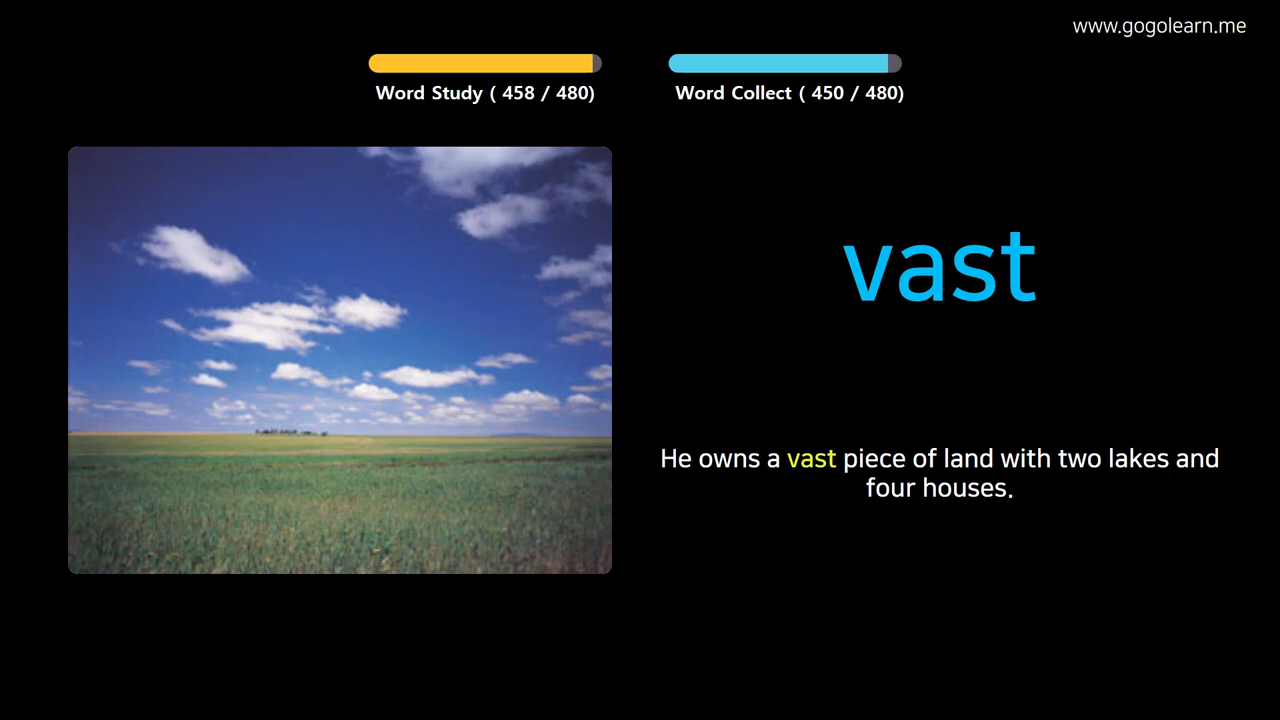 www.gogolearn.me
Word Study ( 458 / 480)
Word Collect ( 450 / 480)
vast
He owns a vast piece of land with two lakes and
four houses.